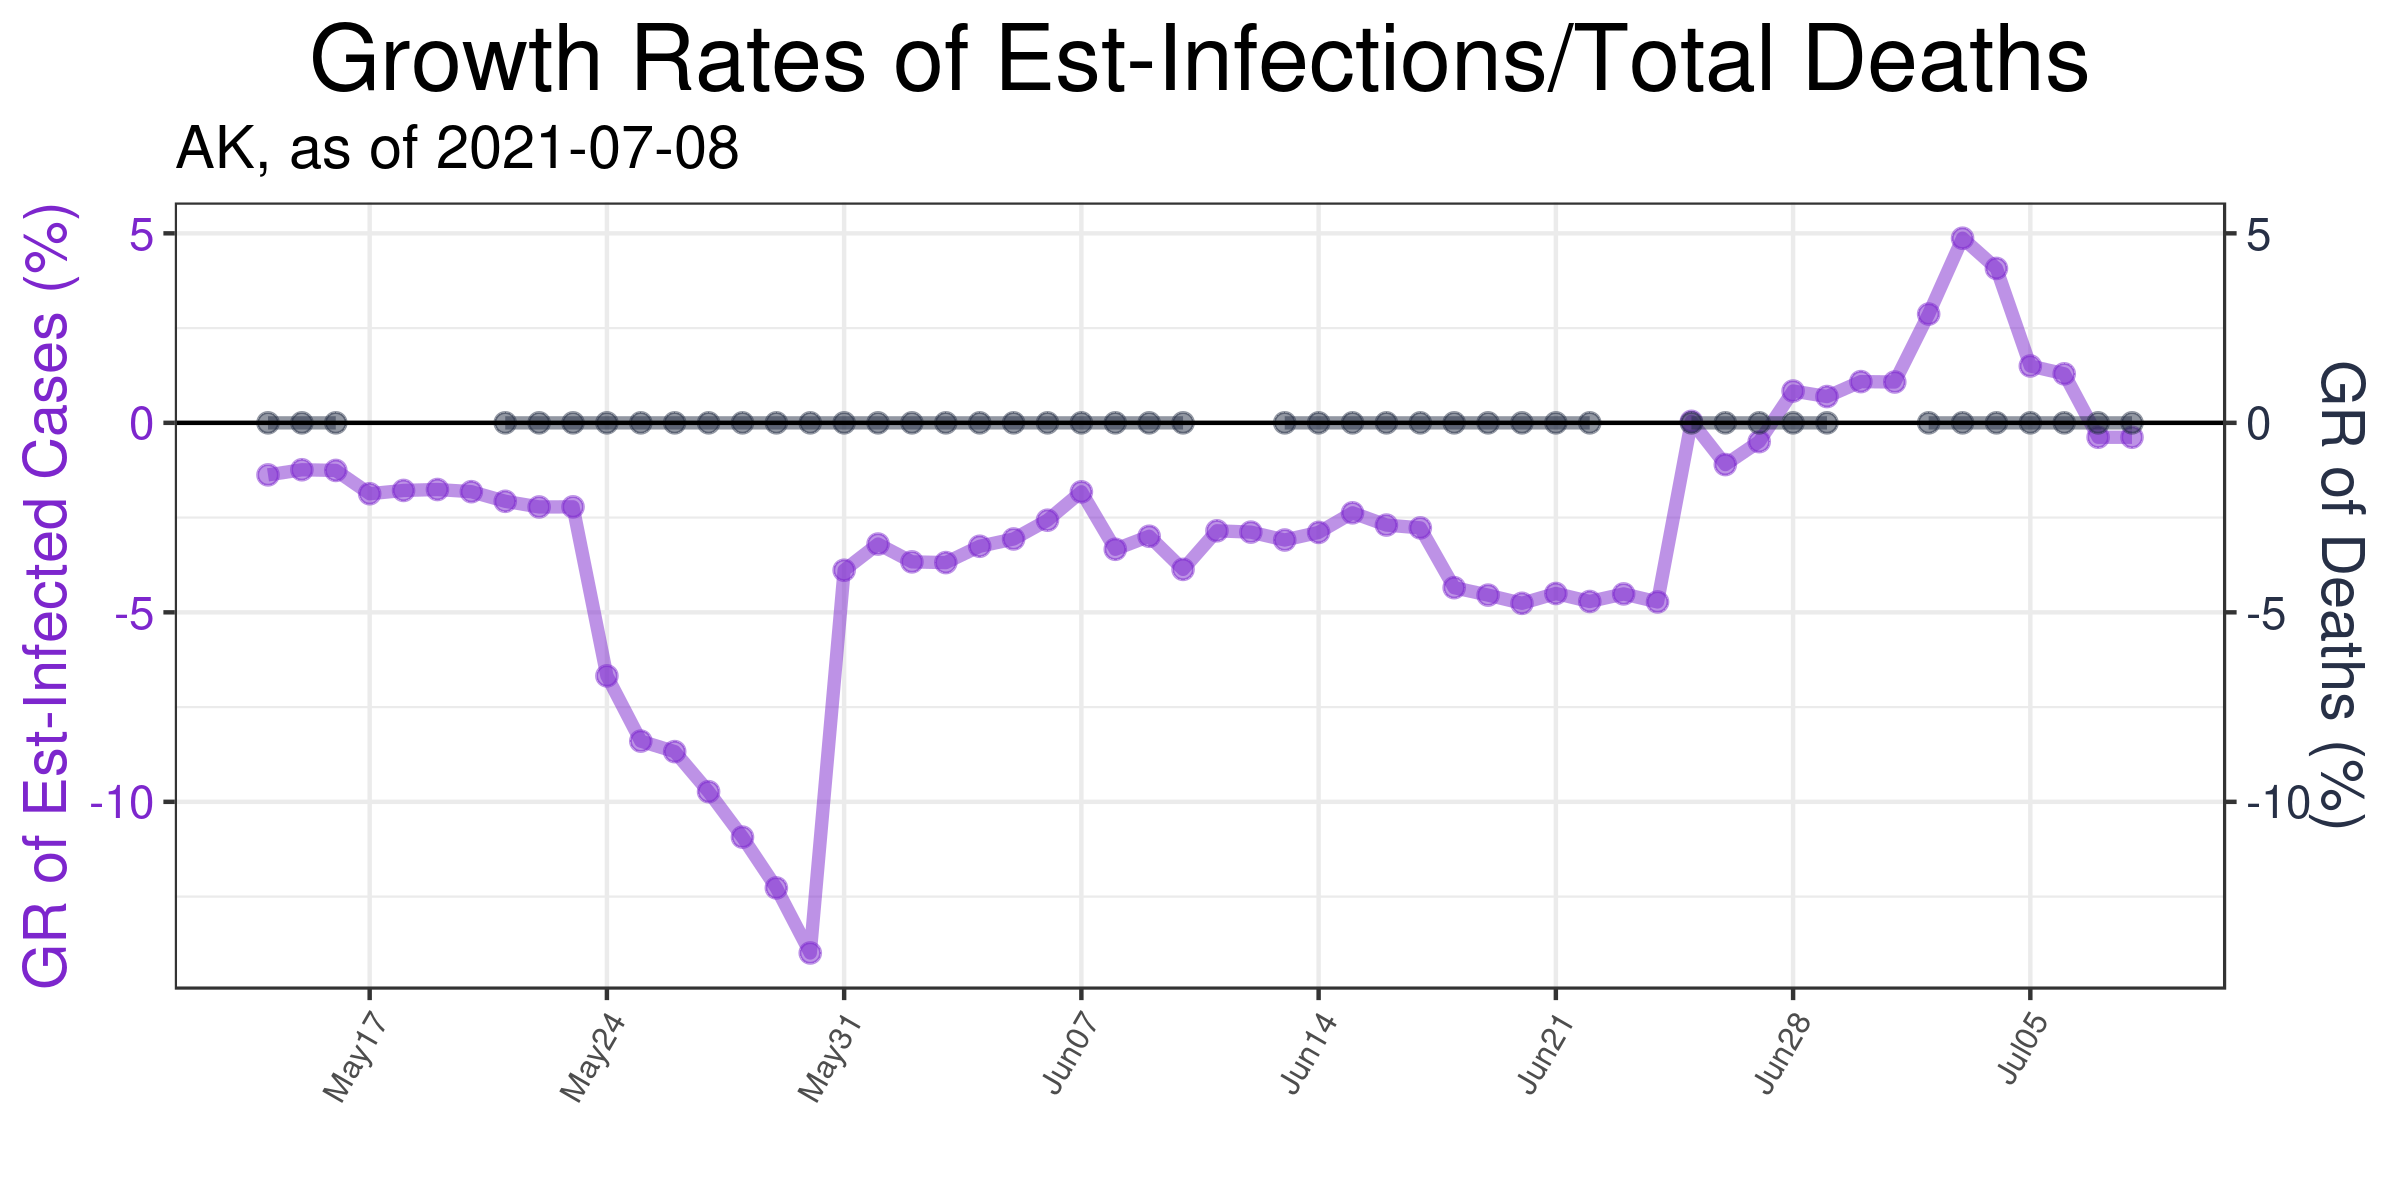 Growth Rates of Est-Infections/Total Deaths
AK, as of 2021-07-08
GR of Est-Infected Cases (%)
5
0
-5
-10
5
0
-5
-10
GR of Deaths (%)
May17
May24
May31
Jun07
Jun14
Jun21
Jun28
Jul05